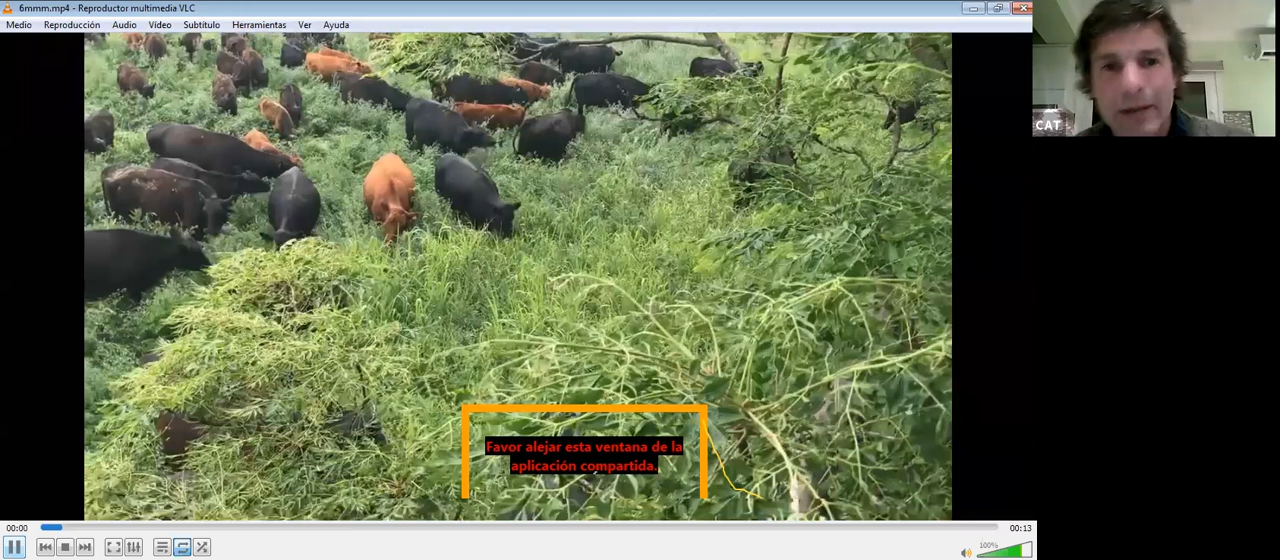 6mmm.mp4 - Reproductor multimedia VLC
Medio Reproducción Audio Vídeo Subtítulo Herramientas Ver Ayuda
CAT
Favor alejar esta ventana de la
aplicación compartida.
00:00
00:13
100%